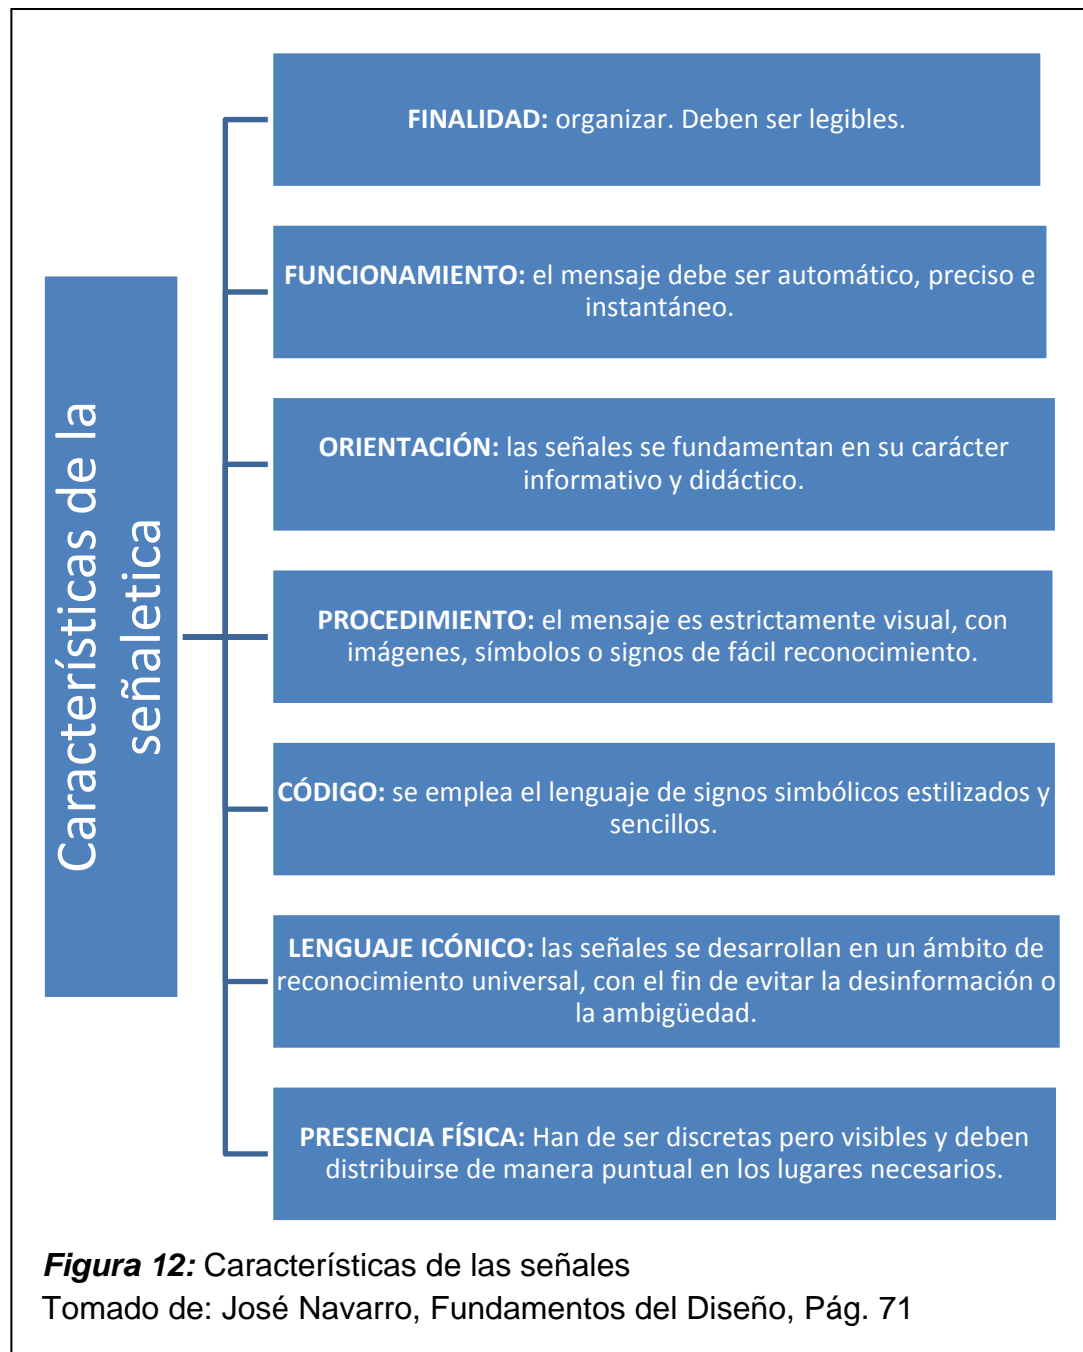 Características de la
señaletica
FINALIDAD: organizar. Deben ser legibles.
FUNCIONAMIENTO: el mensaje debe ser automático, preciso e
instantáneo.
ORIENTACIÓN: las señales se fundamentan en su carácter
informativo y didáctico.
PROCEDIMIENTO: el mensaje es estrictamente visual, con
imágenes, símbolos o signos de fácil reconocimiento.
CÓDIGO: se emplea el lenguaje de signos simbólicos estilizados y
sencillos.
LENGUAJE ICÓNICO: las señales se desarrollan en un ámbito de
reconocimiento universal, con el fin de evitar la desinformación o
la ambigüedad.
PRESENCIA FÍSICA: Han de ser discretas pero visibles y deben
distribuirse de manera puntual en los lugares necesarios.
Figura 12: Características de las señales
Tomado de: José Navarro, Fundamentos del Diseño, Pág. 71